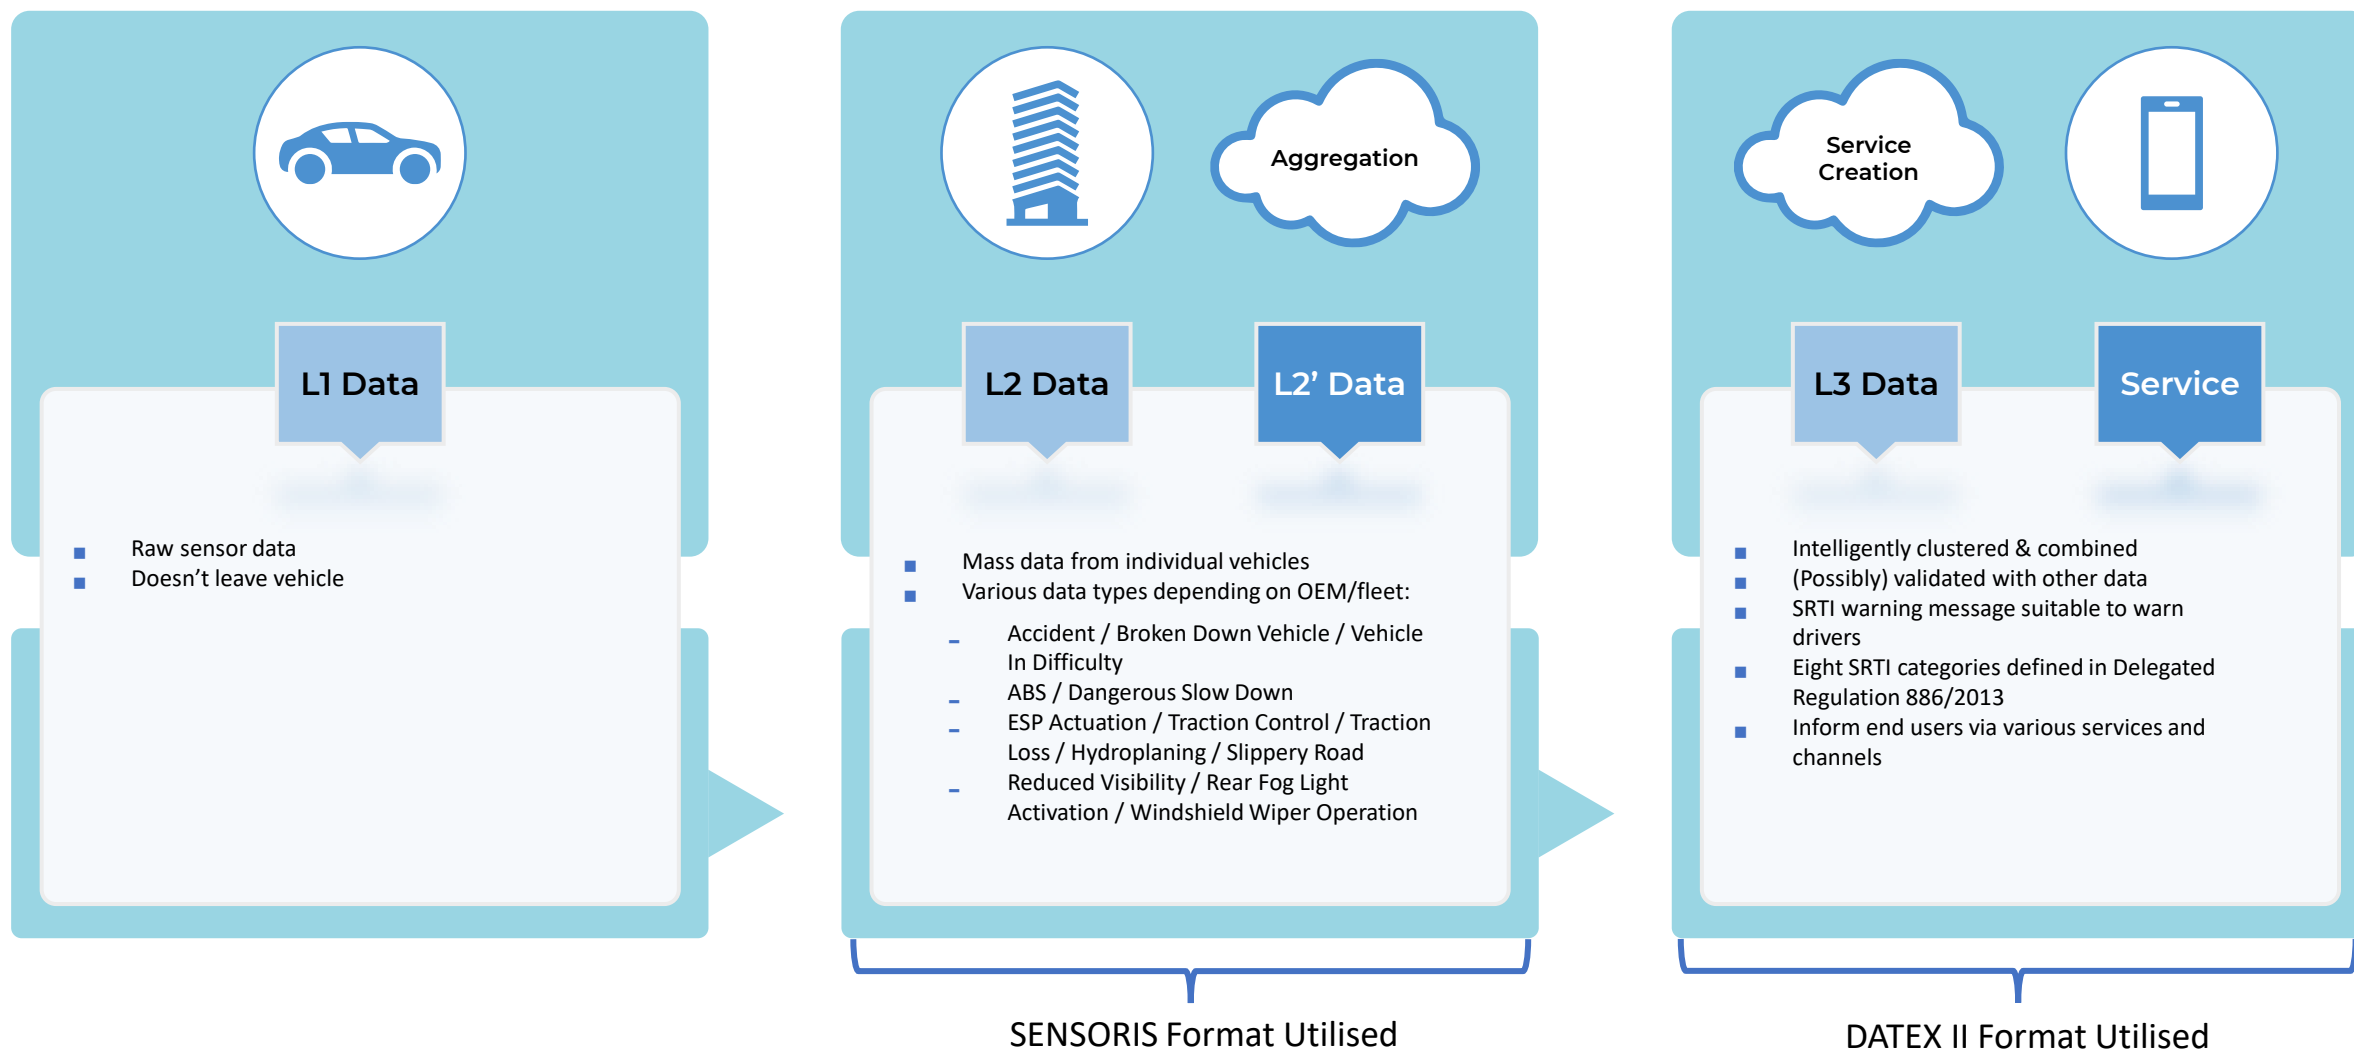 L1 Data
Raw sensor data
Doesn't leave vehicle
Aggregation
L2 Data
L2' Data
Mass data from individual vehicles
Various data types depending on OEM/fleet:
Accident / Broken Down Vehicle / Vehicle
In Difficulty
ABS / Dangerous Slow Down
ESP Actuation / Traction Control / Traction
Loss / Hydroplaning / Slippery Road
Reduced Visibility / Rear Fog Light
Activation / Windshield Wiper Operation
SENSORIS Format Utilised
Service
Creation
L3 Data
Service
Intelligently clustered & combined
(Possibly) validated with other data
SRTI warning message suitable to warn
drivers
Eight SRTI categories defined in Delegated
Regulation 886/2013
Inform end users via various services and
channels
DATEX II Format Utilised